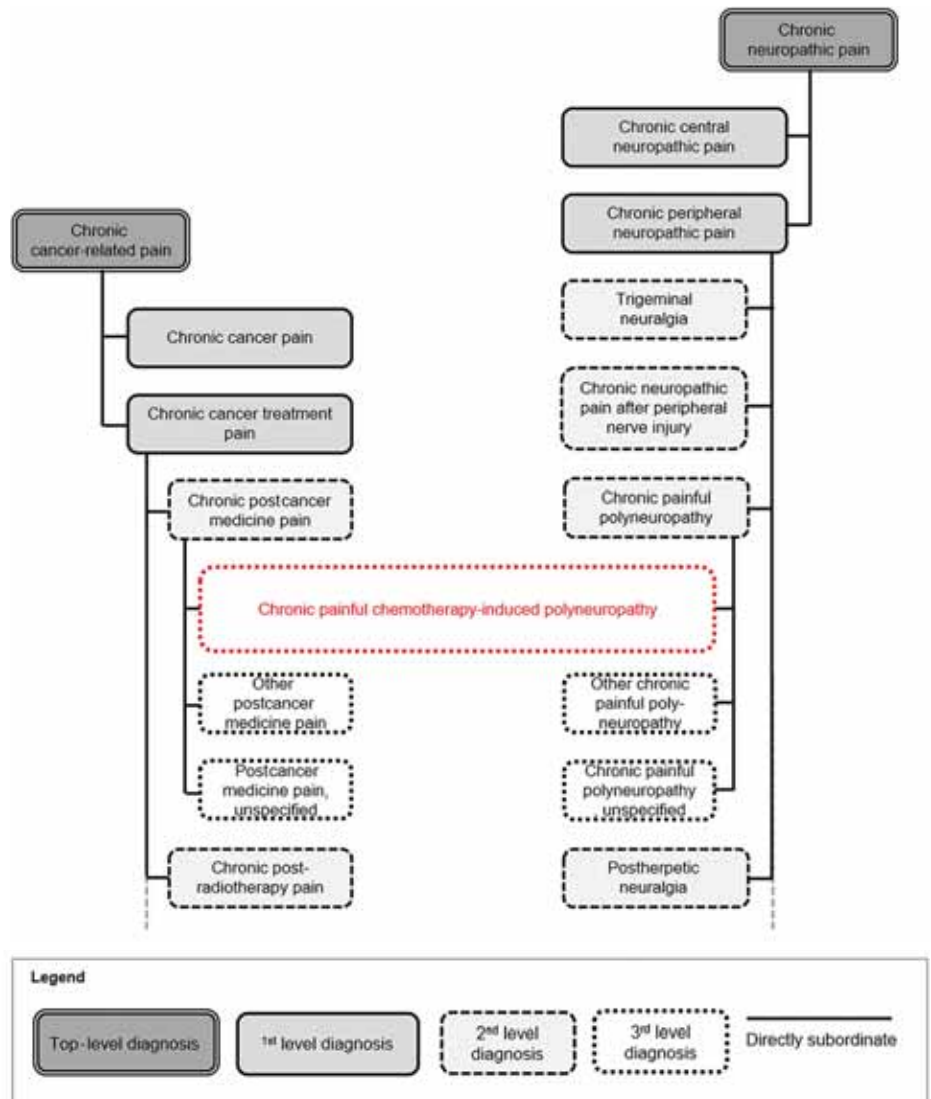 Chronic
neuropathic pain
Chronic central
neuropathic pain
Chronic peripheral
neuropathic pain
Chronic
cancer-related pain
Trigeminal
neuralgia
Chronic cancer pain
Chronic neuropathic
pain after peripheral
nerve injury
Chronic cancer treatment
pain
Chronic postcancer
medicine pain
Chronic painful
polyneuropathy
Chronic painful chemotherapy-induced polyneuropathy
Other
postcancer
medicine pain
Other chronic
painful poly-
neuropathy
Postcancer
medicine pain,
unspecified
Chronic painful
polyneuropathy
, unspecified
Chronic post-
radiotherapy pain
Postherpetic
neuralgia
Legend
Top-level diagnosis
1st level diagnosis
2nd level
diagnosis
3rd level
diagnosis
Directly subordinate